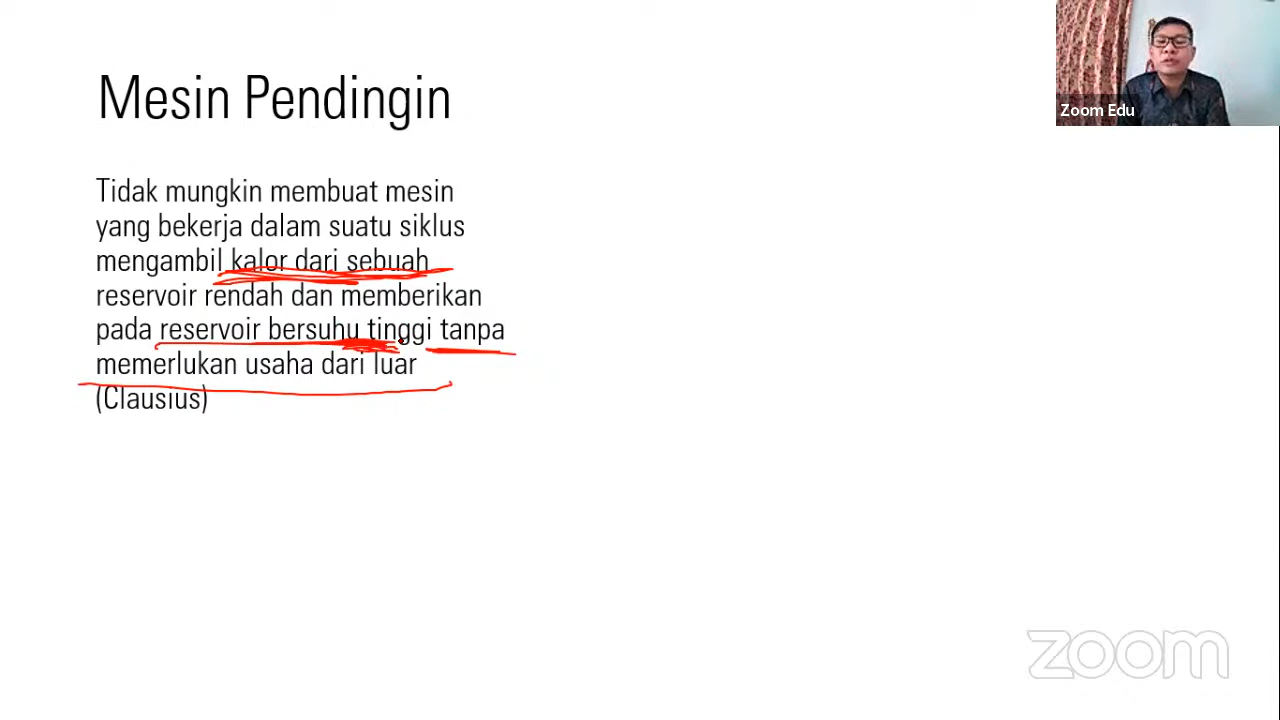 Mesin Pendingin
Zoom Edu
Tidak mungkin membuat mesin
yang bekerja dalam suatu siklus
mengambil kalor dari sebuah
reservoir rendah dan memberikan
pada reservoir bersuhu tinggi tanpa
memerlukan usaha dari luar
(Clausius)
zoom